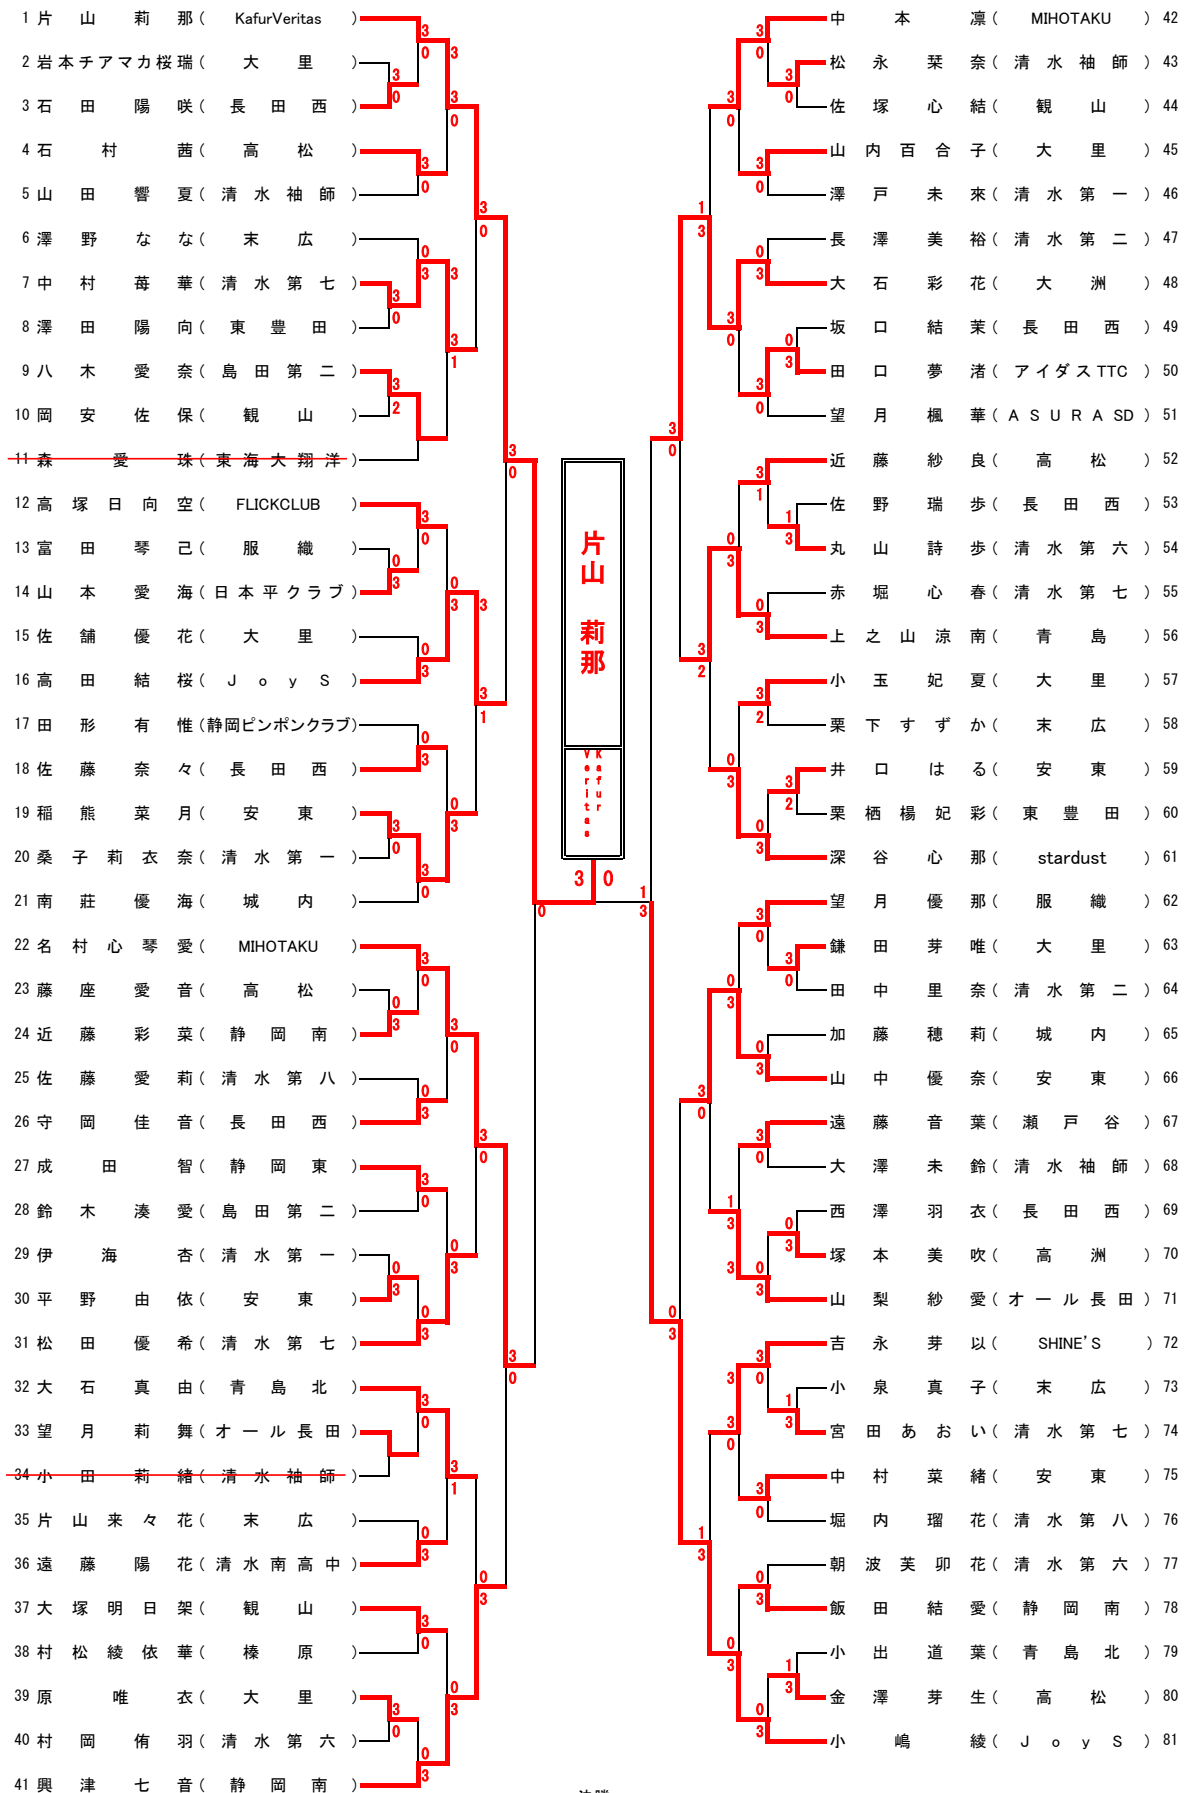 1 片山莉那 ( KafurVeritas )
2 岩本チアマカ桜瑞 ( 大里 )
3 石田陽咲 ( 長田西 )
4 石村茜 ( 高松 )
5 山田響夏 ( 清水袖師 )
6 澤野なな ( 末広 )
7 中村苺華 ( 清水第七 )
8 澤田陽向 ( 東豊田 )
9 八木愛奈 ( 島田第二 )
10 岡安佐保 ( 観山 )
11 森愛珠 ( 東海大翔洋 )
12 高塚日向空 ( FLICKCLUB )
13 富田琴己 ( 服織 )
14 山本愛海 ( 日本平クラブ )
15 佐舗優花 ( 大里 )
16 高田結桜 ( JoyS )
17 田形有惟 ( 静岡ピンポンクラブ )
18 佐藤奈々 ( 長田西 )
19 稲熊菜月 ( 安東 )
20 桑子莉衣奈 ( 清水第一 )
21 南荘優海 ( 城内 )
22 名村心琴愛 ( MIHOTAKU )
23 藤座愛音 ( 高松 )
24 近藤彩菜 ( 静岡南 )
25 佐藤愛莉 ( 清水第八 )
26 守岡佳音 ( 長田西 )
27 成田智 ( 静岡東 )
28 鈴木湊愛 ( 島田第二 )
29 伊海杏 ( 清水第一 )
30 平野由依 ( 安東 )
31 松田優希 ( 清水第七 )
32 大石真由 ( 青島北 )
33 望月莉舞 ( オール長田 )
34 小田莉緒 ( 清水袖師 )
35 片山来々花 ( 末広 )
36 遠藤陽花 ( 清水南高中 )
37 大塚明日架 ( 観山 )
38 村松綾依華 ( 榛原 )
39 原唯衣 ( 大里 )
40 村岡侑羽 ( 清水第六 )
41 興津七音 ( 静岡南 )
片山 莉那
Kafur
Veritas
3 0
中本凛 ( MIHOTAKU ) 42
松永栞奈 ( 清水袖師 ) 43
佐塚心結 ( 観山 ) 44
山内百合子 ( 大里 ) 45
澤戸未來 ( 清水第一 ) 46
長澤美裕 ( 清水第二 ) 47
大石彩花 ( 大洲 ) 48
坂口結茉 ( 長田西 ) 49
田口夢渚 ( アイダスTTC ) 50
望月楓華 ( ASURASD ) 51
近藤紗良 ( 高松 ) 52
佐野瑞歩 ( 長田西 ) 53
丸山詩歩 ( 清水第六 ) 54
赤堀心春 ( 清水第七 ) 55
上之山涼南 ( 青島 ) 56
小玉妃夏 ( 大里 ) 57
栗下すずか ( 末広 ) 58
井口はる ( 安東 ) 59
栗栖楊妃彩 ( 東豊田 ) 60
深谷心那 ( stardust ) 61
望月優那 ( 服織 ) 62
鎌田芽唯 ( 大里 ) 63
田中里奈 ( 清水第二 ) 64
加藤穂莉 ( 城内 ) 65
山中優奈 ( 安東 ) 66
遠藤音葉 ( 瀬戸谷 ) 67
大澤未鈴 ( 清水袖師 ) 68
西澤羽衣 ( 長田西 ) 69
塚本美吹 ( 高洲 ) 70
山梨紗愛 ( オール長田 ) 71
吉永芽以 ( SHINE'S ) 72
小泉真子 ( 末広 ) 73
宮田あおい ( 清水第七 ) 74
中村菜緒 ( 安東 ) 75
堀内瑠花 ( 清水第八 ) 76
朝波芙卯花 ( 清水第六 ) 77
飯田結愛 ( 静岡南 ) 78
小出道葉 ( 青島北 ) 79
金澤芽生 ( 高松 ) 80
小嶋綾 ( JoyS ) 81